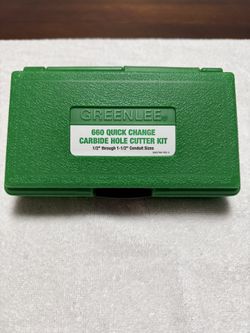 GREENLEE®
660 QUICK CHANGE
CARBIDE HOLE CUTTER KIT
1/2" through 1-1/2" Conduit Sizes